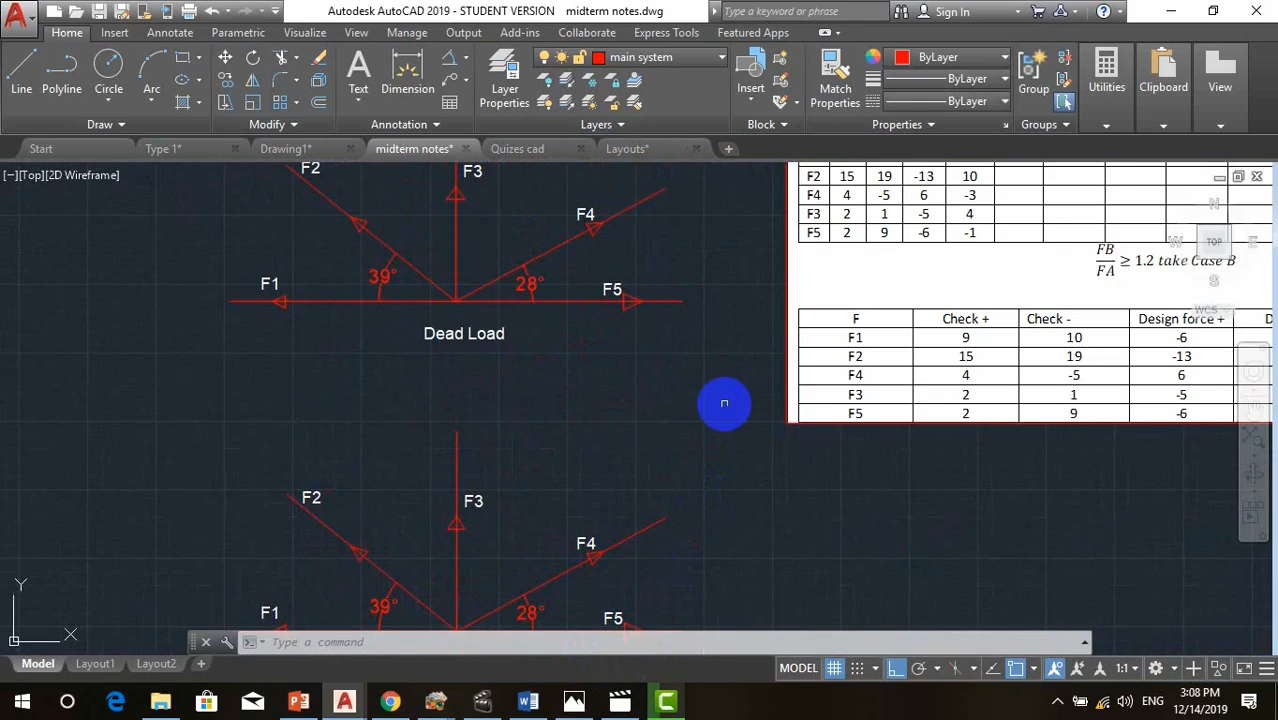 Autodesk AutoCAD 2019 - STUDENT VERSION midterm notes.dwg
Type a keyword or phrase
Sign In
Home Insert Annotate Parametric Visualize View Manage Output Add-ins Collaborate Express Tools Featured Apps
Line Polyline Circle Arc
Text Dimension
Layer Properties
main system
Insert
Match Properties
ByLayer
ByLayer
ByLayer
Group
Utilities
Clipboard
View
Draw Modify Annotation Layers Block Properties Groups
Start Type 1* Drawing1* midterm notes* Quizes cad Layouts*
[−][Top][2D Wireframe]
F2 F3
F4
39° 28°
F1 F5
Dead Load
F2 F3
F4
39° 28°
F1 F5
F2 15 19 -13 10
F4 4 -5 6 -3
F3 2 1 -5 4
F5 2 9 -6 -1
FB
FA ≥ 1.2 take Case B
N
W TOP E
S
WCS
F Check + Check - Design force + D
F1 9 10 -6
F2 15 19 -13
F4 4 -5 6
F3 2 1 -5
F5 2 9 -6
Y
X
Type a command
Model Layout1 Layout2
MODEL 1:1
ENG 3:08 PM
12/14/2019